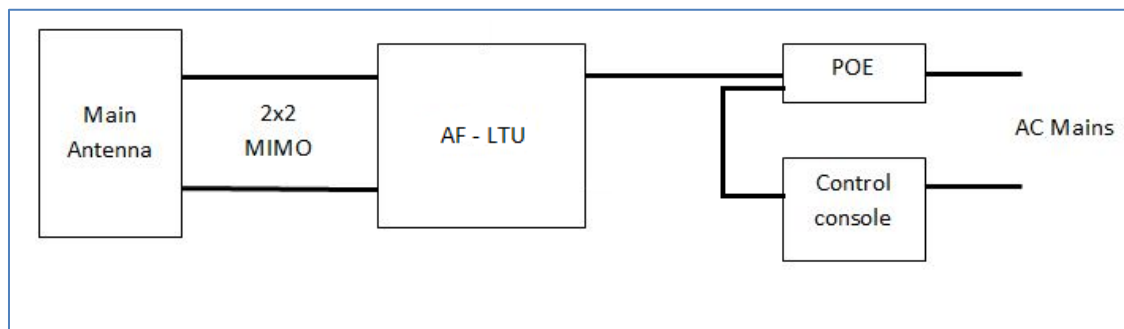 Main
Antenna
2x2
MIMO
AF - LTU
POE
AC Mains
Control
console